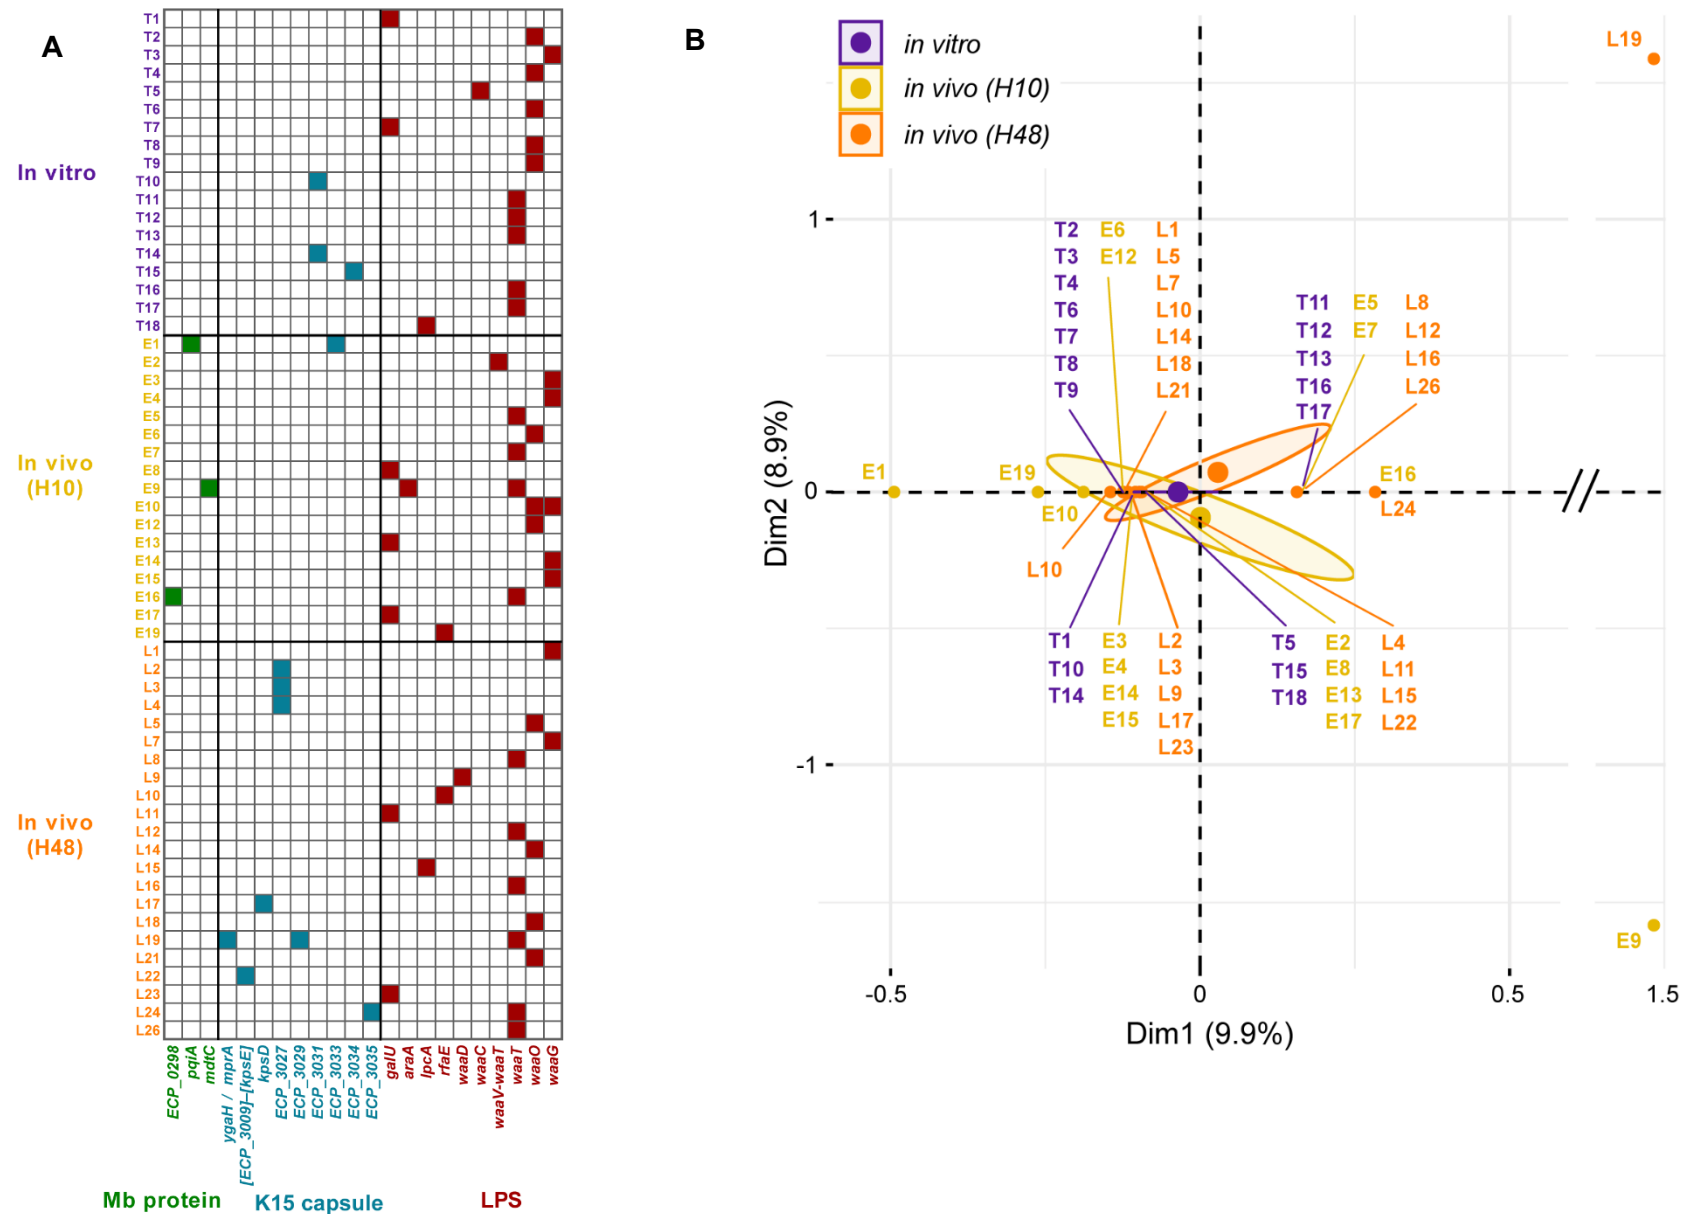 A
In vitro
T1
T2
T3
T4
T5
T6
T7
T8
T9
T10
T11
T12
T13
T14
T15
T16
T17
T18
In vivo
(H10)
E1
E2
E3
E4
E5
E6
E7
E8
E9
E10
E12
E13
E14
E15
E16
E17
E19
In vivo
(H48)
L1
L2
L3
L4
L5
L7
L8
L9
L10
L11
L12
L14
L15
L16
L17
L18
L19
L21
L22
L23
L24
L26
ECP_0298
pqiA
mdtC
ygaH / mprA
[ECP_3009]–[kpsE]
kpsD
ECP_3027
ECP_3029
ECP_3031
ECP_3033
ECP_3034
ECP_3035
galU
araA
lpcA
rfaE
waaD
waaC
waaV-waaT
waaT
waaO
waaG
Mb protein
K15 capsule
LPS
B
in vitro
in vivo (H10)
in vivo (H48)
L19
T2 E6 L1
T3 E12 L5
T4 L7
T6 L10
T7 L14
T8 L18
T9 L21
T11 E5 L8
T12 E7 L12
T13 L16
T16 L26
T17
E1
E19
E10
L10
E16
L24
T1 E3 L2
T10 E4 L3
T14 E14 L9
E15 L17
L23
T5 E2 L4
T15 E8 L11
T18 E13 L15
E17 L22
E9
1
0
-1
Dim2 (8.9%)
-0.5
0
0.5
1.5
Dim1 (9.9%)